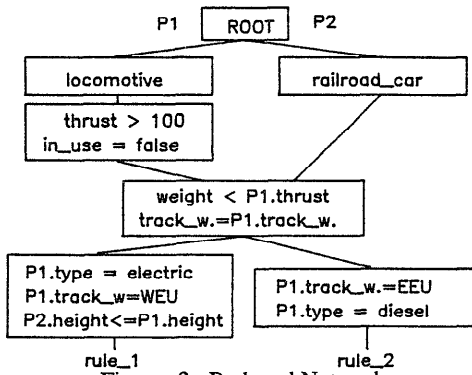 P1 ROOT P2
locomotive
railroad_car
thrust > 100
in_use = false
weight < P1.thrust
track_w.=P1.track_w.
P1.type = electric
P1.track_w=WEU
P2.height<=P1.height
P1.track_w.=EEU
P1.type = diesel
rule_1
rule_2